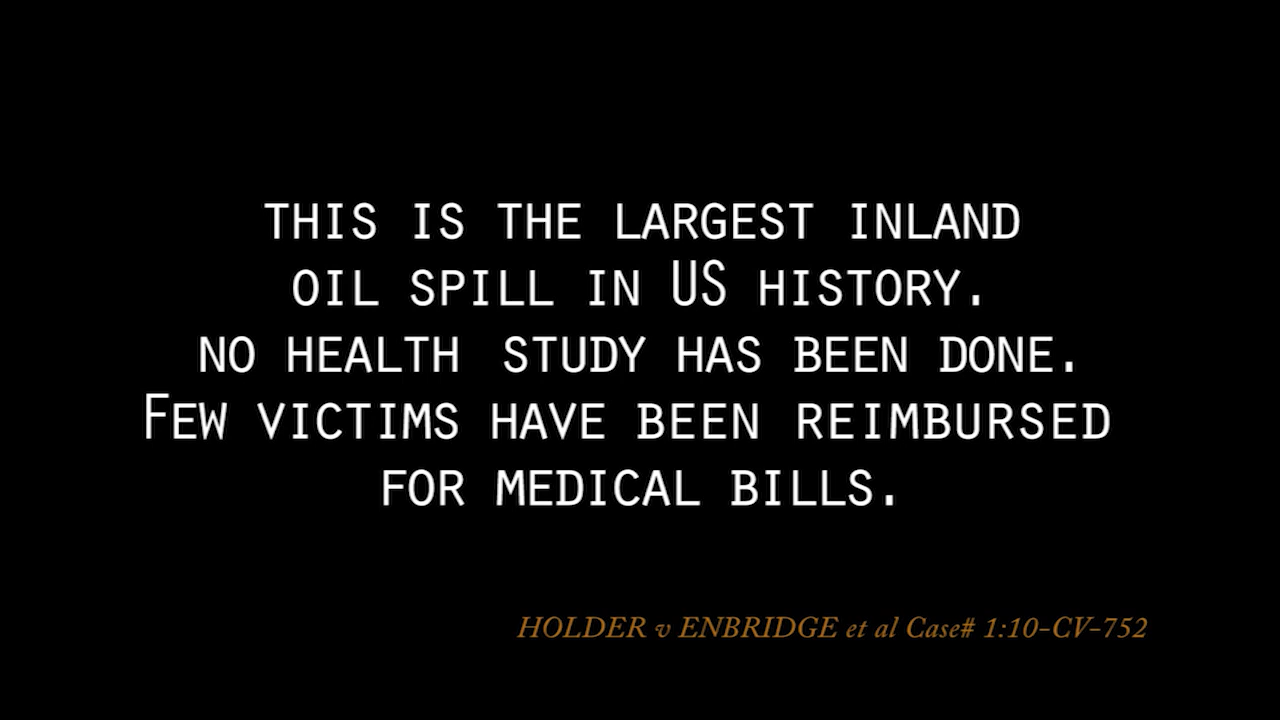 THIS IS THE LARGEST INLAND
OIL SPILL IN US HISTORY.
NO HEALTH STUDY HAS BEEN DONE.
FEW VICTIMS HAVE BEEN REIMBURSED
FOR MEDICAL BILLS.
HOLDER v ENBRIDGE et al Case# 1:10-CV-752